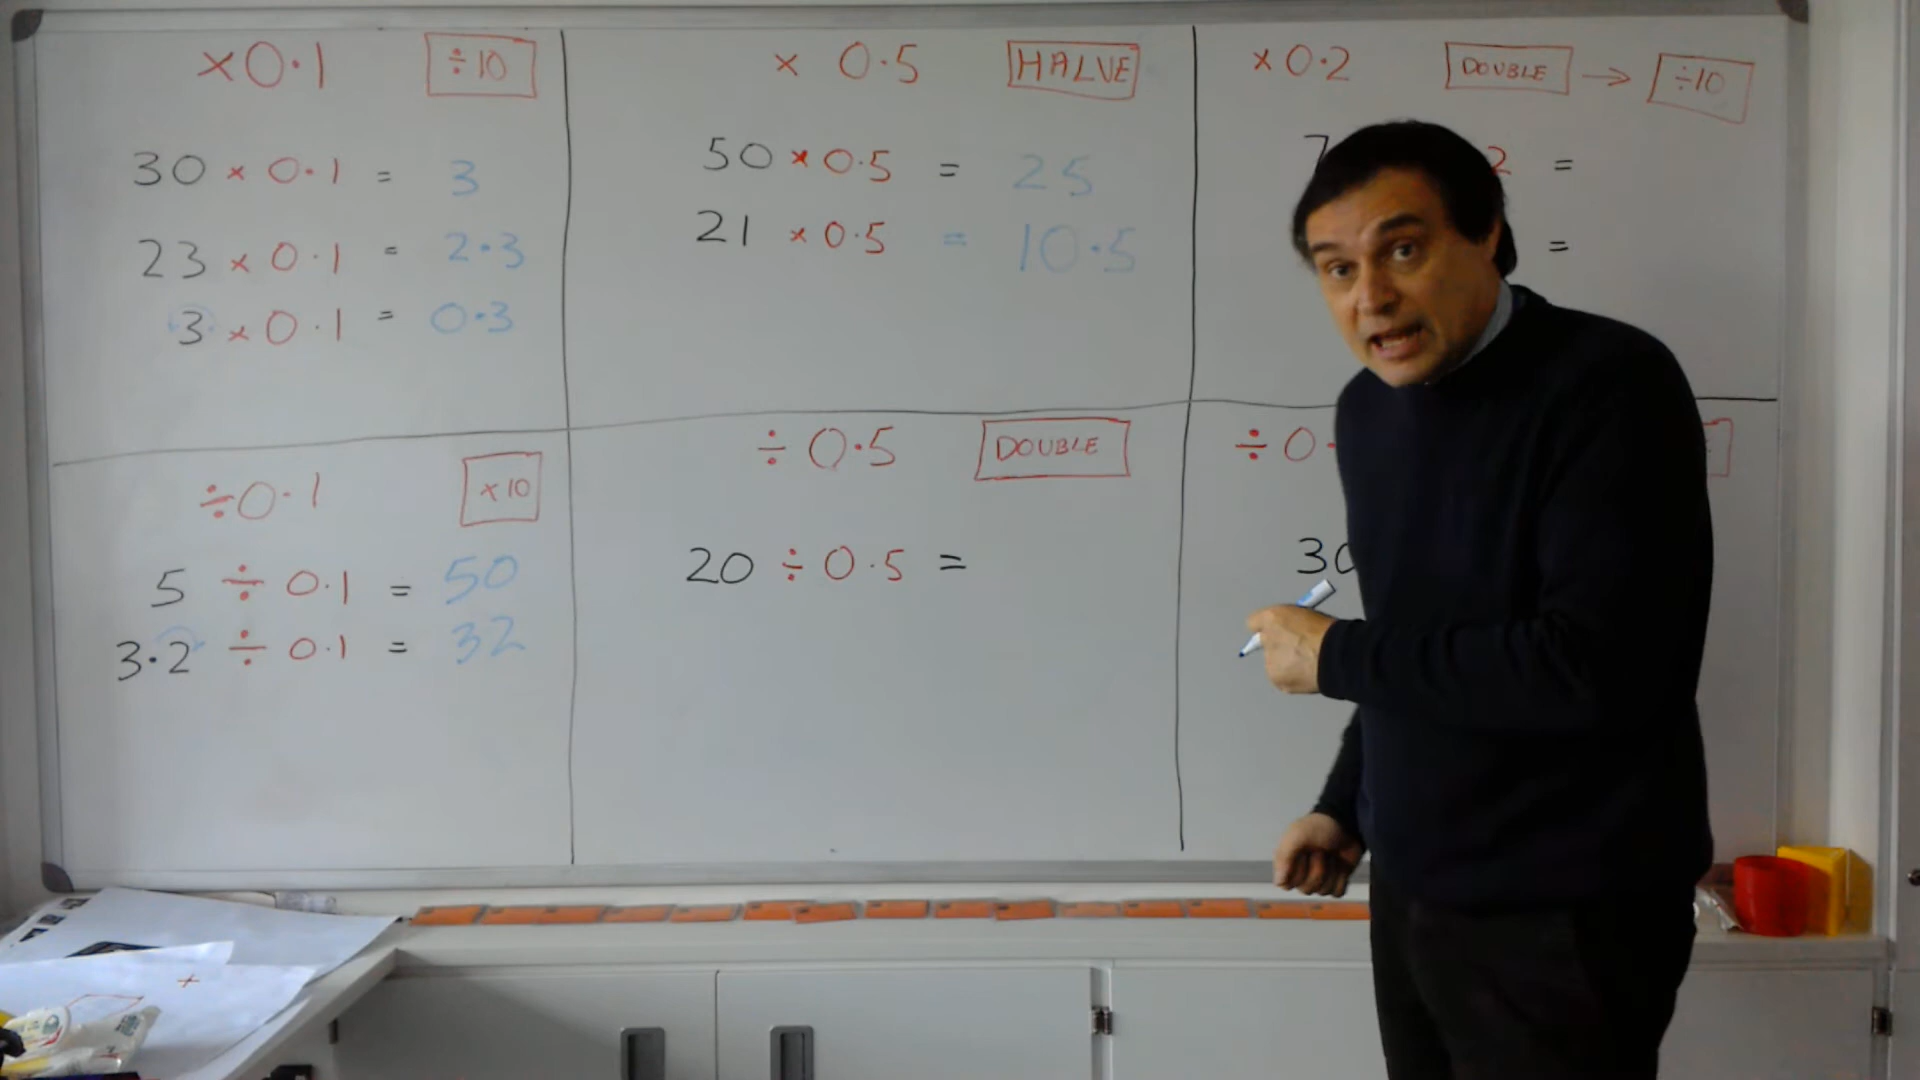 ×0·1 ÷10
30 × 0·1 = 3
23 × 0·1 = 2·3
3 × 0·1 = 0·3
× 0·5 HALVE
50 × 0·5 = 25
21 × 0·5 = 10·5
×0·2 DOUBLE → ÷10
7 2 =
=
÷0·1 ×10
5 ÷ 0·1 = 50
3·2 ÷ 0·1 = 32
÷ 0·5 DOUBLE
20 ÷ 0·5 =
÷ 0·
30